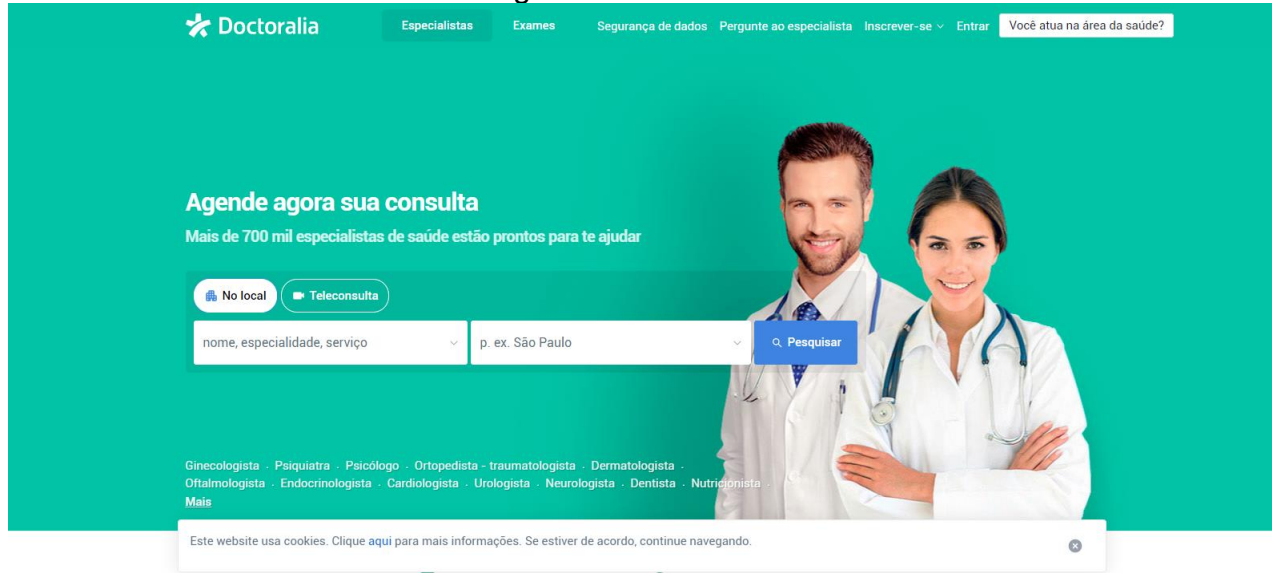 Doctoralia
Especialistas
Exames
Segurança de dados
Pergunte ao especialista
Inscrever-se
Entrar
Você atua na área da saúde?
Agende agora sua consulta
Mais de 700 mil especialistas de saúde estão prontos para te ajudar
No local
Teleconsulta
nome, especialidade, serviço
p. ex. São Paulo
Pesquisar
Ginecologista · Psiquiatra · Psicólogo · Ortopedista - traumatologista · Dermatologista ·
Oftalmologista · Endocrinologista · Cardiologista · Urologista · Neurologista · Dentista · Nutricionista ·
Mais
Este website usa cookies. Clique aqui para mais informações. Se estiver de acordo, continue navegando.